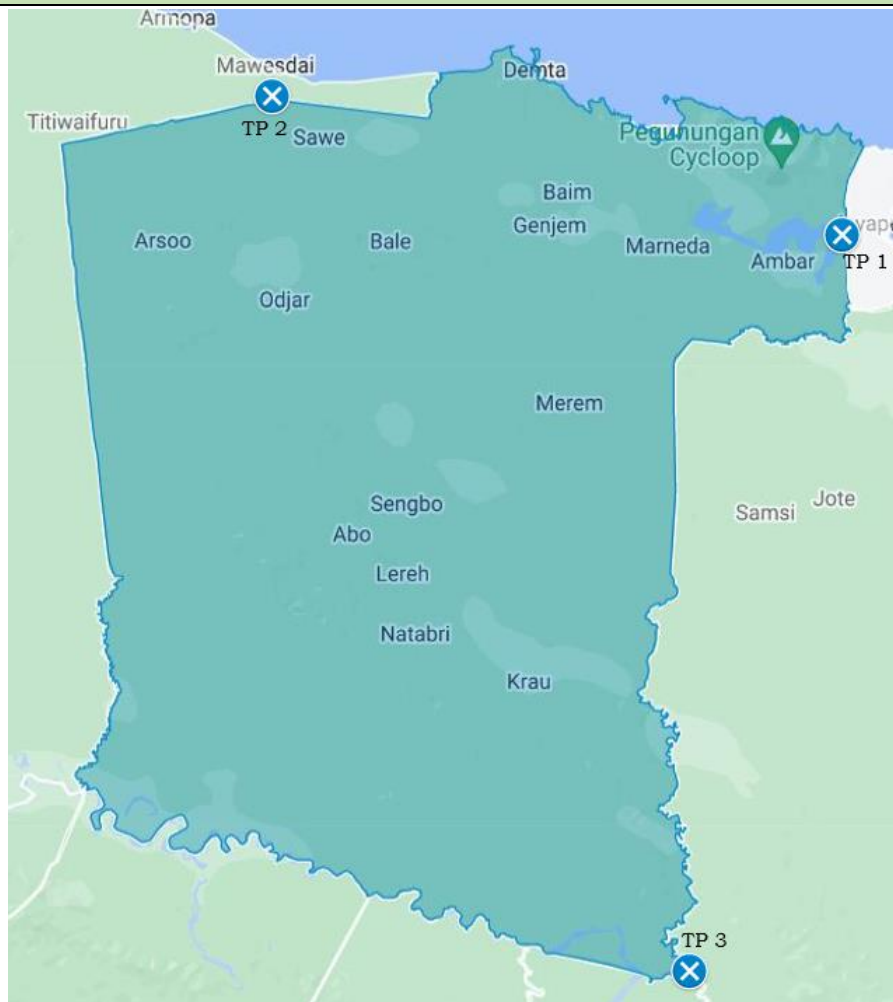 Armopa
Mawesdai
Demta
Titiwaifuru
TP 2
Sawe
Pegunungan
Cycloop
Baim
Genjem
Arsoo
Bale
Marneda
Ambar
TP 1
Odjar
Merem
Sengbo
Samsi
Jote
Abo
Lereh
Natabri
Krau
TP 3